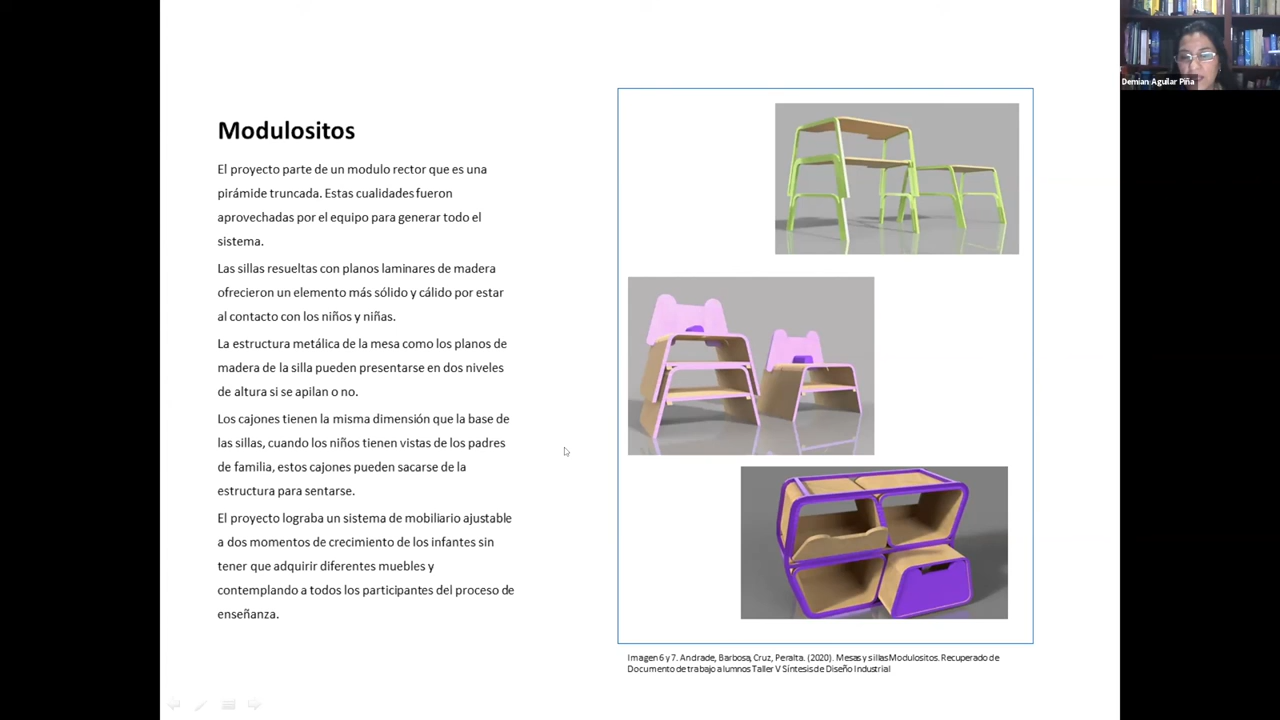 Demian Aguilar Piña
Modulositos
El proyecto parte de un modulo rector que es una
pirámide truncada. Estas cualidades fueron
aprovechadas por el equipo para generar todo el
sistema.
Las sillas resueltas con planos laminares de madera
ofrecieron un elemento más sólido y cálido por estar
al contacto con los niños y niñas.
La estructura metálica de la mesa como los planos de
madera de la silla pueden presentarse en dos niveles
de altura si se apilan o no.
Los cajones tienen la misma dimensión que la base de
las sillas, cuando los niños tienen vistas de los padres
de familia, estos cajones pueden sacarse de la
estructura para sentarse.
El proyecto lograba un sistema de mobiliario ajustable
a dos momentos de crecimiento de los infantes sin
tener que adquirir diferentes muebles y
contemplando a todos los participantes del proceso de
enseñanza.
Imagen 6 y 7. Andrade, Barbosa, Cruz, Peralta. (2020). Mesas y sillas Modulositos. Recuperado de
Documento de trabajo alumnos Taller V Síntesis de Diseño Industrial